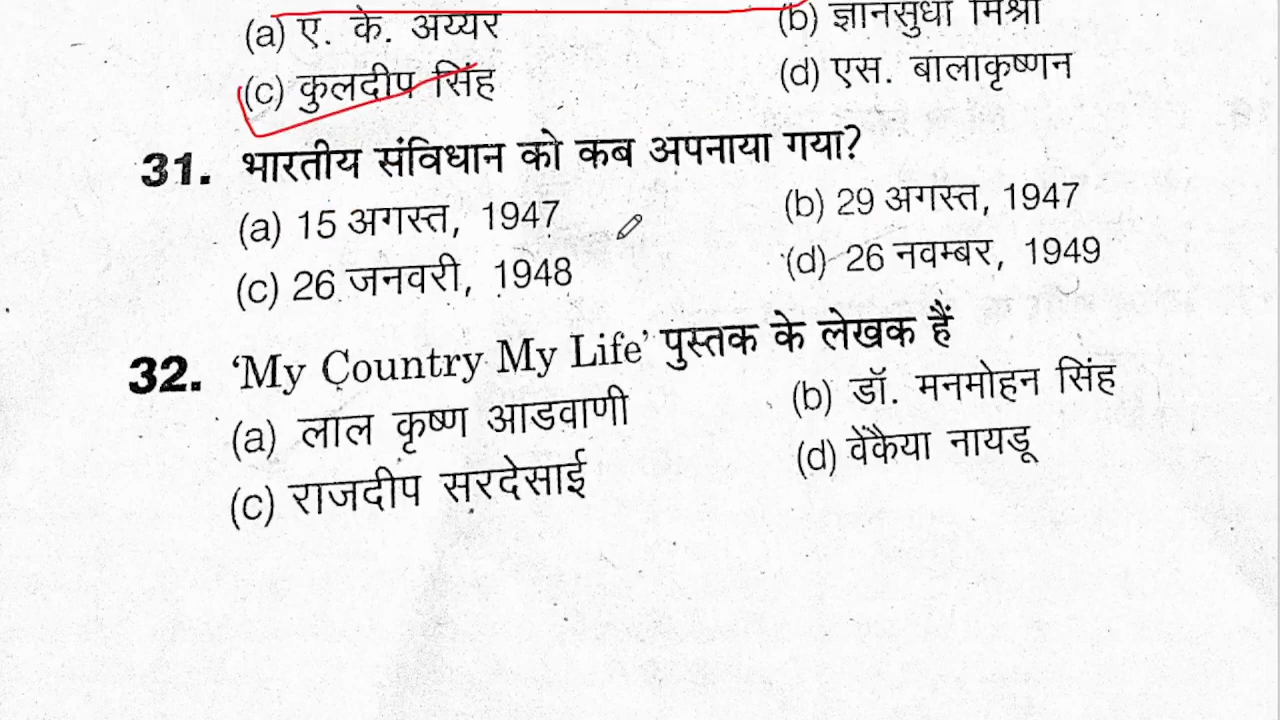 (a) ए. के. अय्यर (b) ज्ञानसुधा मिश्रा
(c) कुलदीप सिंह (d) एस. बालाकृष्णन
31. भारतीय संविधान को कब अपनाया गया?
(a) 15 अगस्त, 1947 (b) 29 अगस्त, 1947
(c) 26 जनवरी, 1948 (d) 26 नवम्बर, 1949
32. ‘My Country My Life’ पुस्तक के लेखक हैं
(a) लाल कृष्ण आडवाणी (b) डॉ. मनमोहन सिंह
(c) राजदीप सरदेसाई (d) वेंकैया नायडू